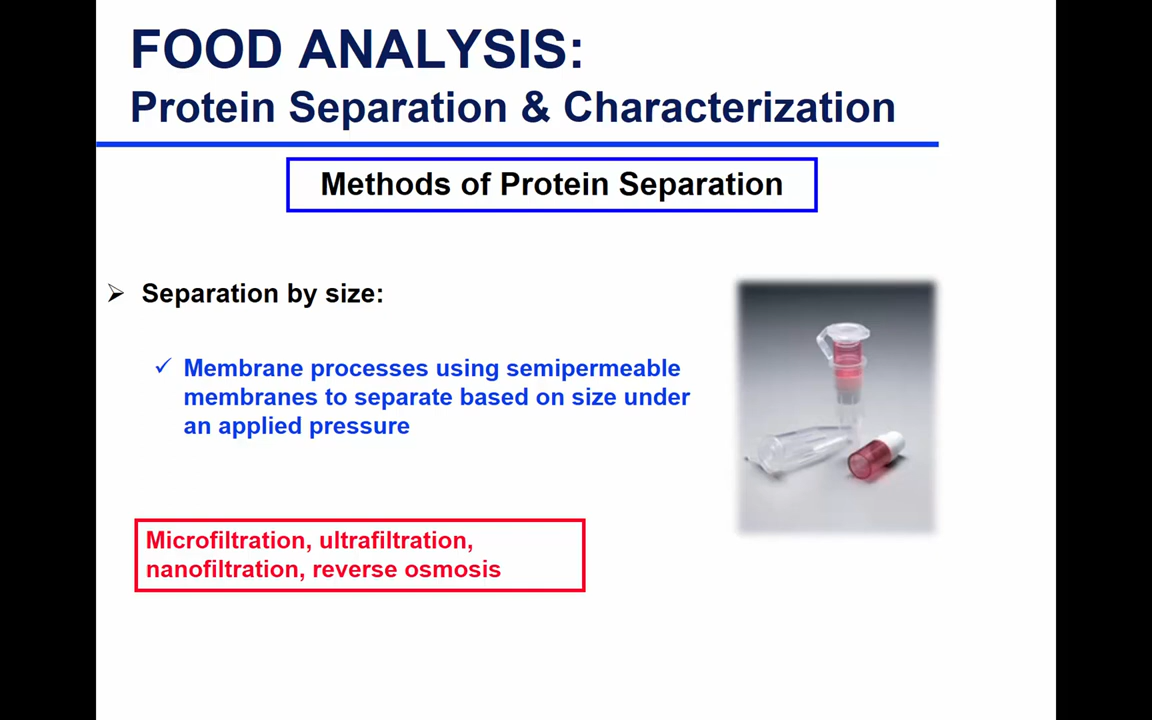 FOOD ANALYSIS:
Protein Separation & Characterization
Methods of Protein Separation
Separation by size:
Membrane processes using semipermeable
membranes to separate based on size under
an applied pressure
Microfiltration, ultrafiltration,
nanofiltration, reverse osmosis